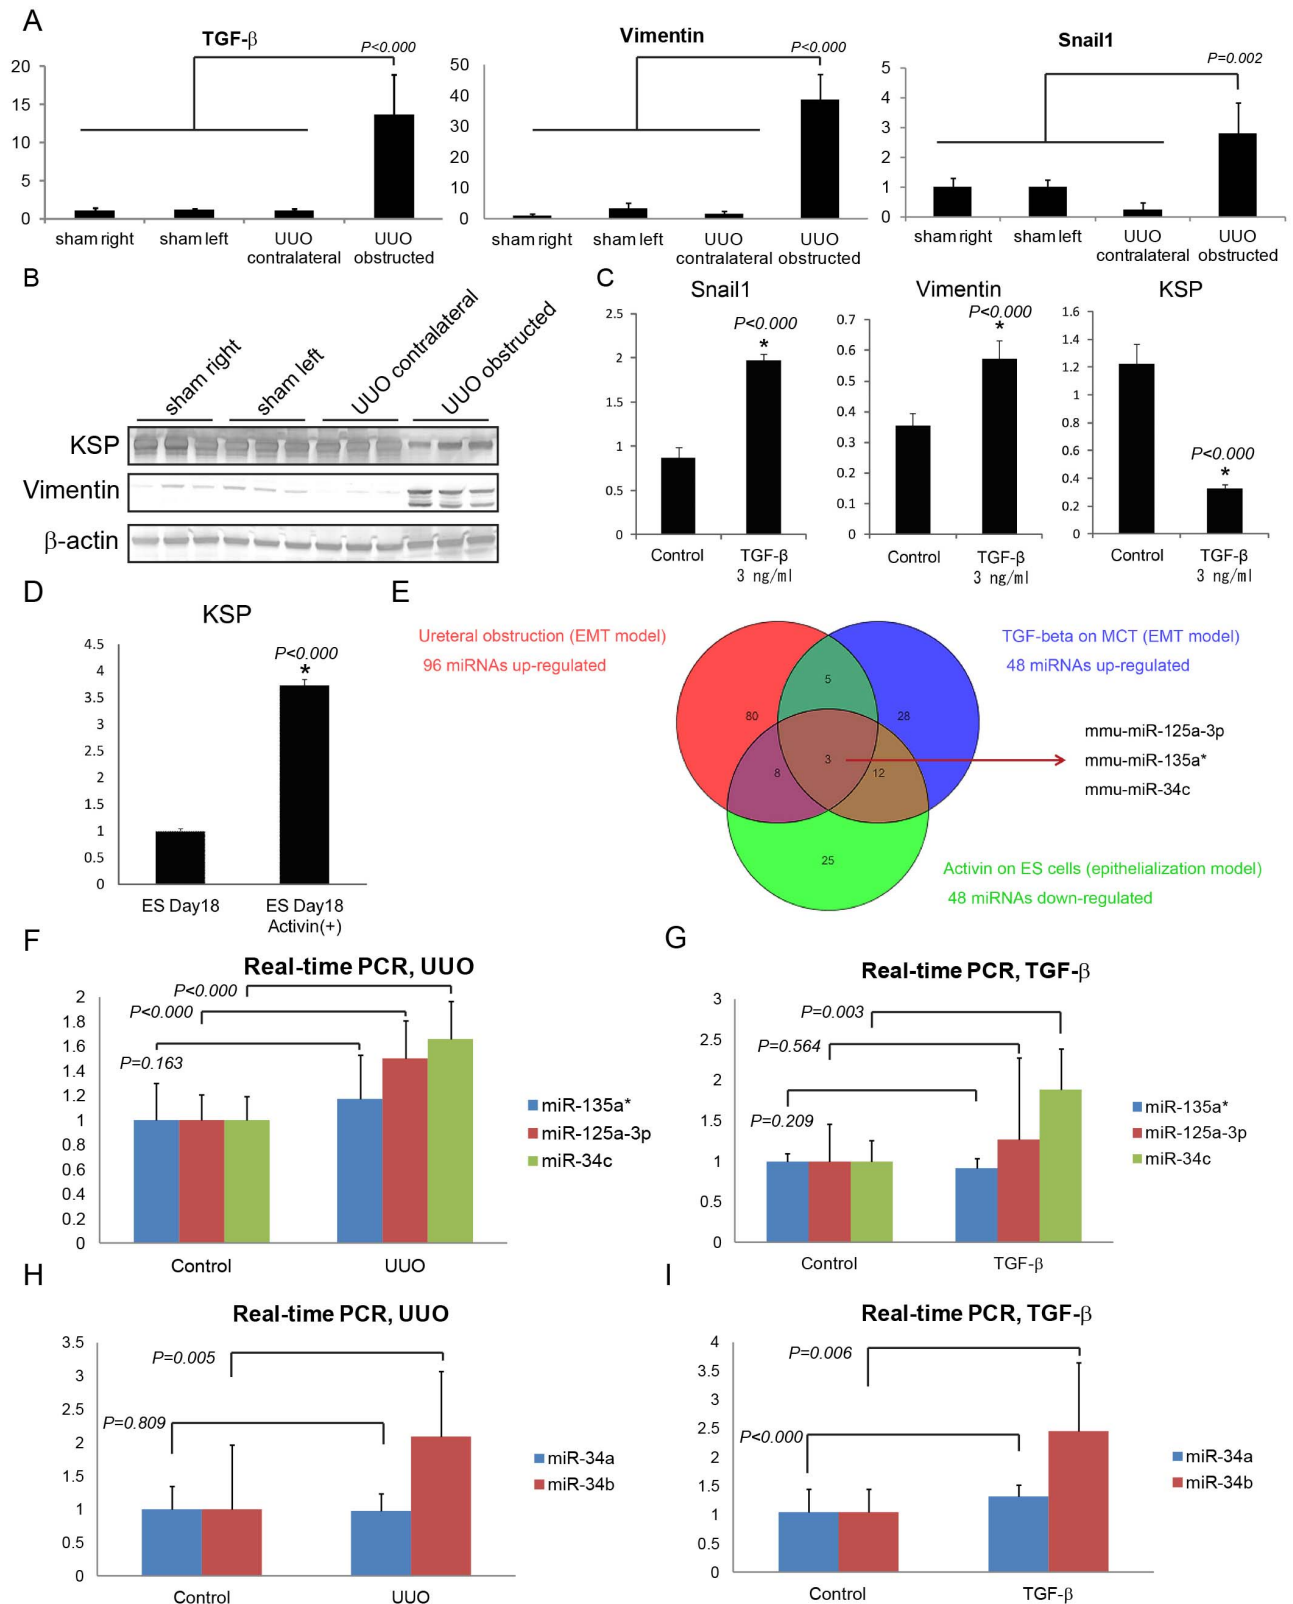 A
TGF-β
P<0.000
20
15
10
5
0
sham right
sham left
UUO
contralateral
UUO
obstructed
Vimentin
P<0.000
50
40
30
20
10
0
sham right
sham left
UUO
contralateral
UUO
obstructed
Snail1
P=0.002
5
4
3
2
1
0
sham right
sham left
UUO
contralateral
UUO
obstructed
B
sham right
sham left
UUO contralateral
UUO obstructed
KSP
Vimentin
β-actin
C
Snail1
P<0.000
*
2.5
2
1.5
1
0.5
0
Control
TGF-β
3 ng/ml
Vimentin
P<0.000
*
0.7
0.6
0.5
0.4
0.3
0.2
0.1
0
Control
TGF-β
3 ng/ml
KSP
1.6
1.4
1.2
1
0.8
0.6
0.4
0.2
0
P<0.000
*
Control
TGF-β
3 ng/ml
D
KSP
P<0.000
*
4.5
4
3.5
3
2.5
2
1.5
1
0.5
0
ES Day18
ES Day18
Activin(+)
E
Ureteral obstruction (EMT model)
96 miRNAs up-regulated
TGF-beta on MCT (EMT model)
48 miRNAs up-regulated
5
80
28
3
8
12
25
mmu-miR-125a-3p
mmu-miR-135a*
mmu-miR-34c
Activin on ES cells (epithelialization model)
48 miRNAs down-regulated
F
Real-time PCR, UUO
P<0.000
P<0.000
P=0.163
2
1.8
1.6
1.4
1.2
1
0.8
0.6
0.4
0.2
0
Control
UUO
miR-135a*
miR-125a-3p
miR-34c
G
Real-time PCR, TGF-β
P=0.003
P=0.564
P=0.209
3
2.5
2
1.5
1
0.5
0
Control
TGF-β
miR-135a*
miR-125a-3p
miR-34c
H
Real-time PCR, UUO
P=0.005
P=0.809
3.5
3
2.5
2
1.5
1
0.5
0
Control
UUO
miR-34a
miR-34b
I
Real-time PCR, TGF-β
P=0.006
P<0.000
4
3.5
3
2.5
2
1.5
1
0.5
0
Control
TGF-β
miR-34a
miR-34b